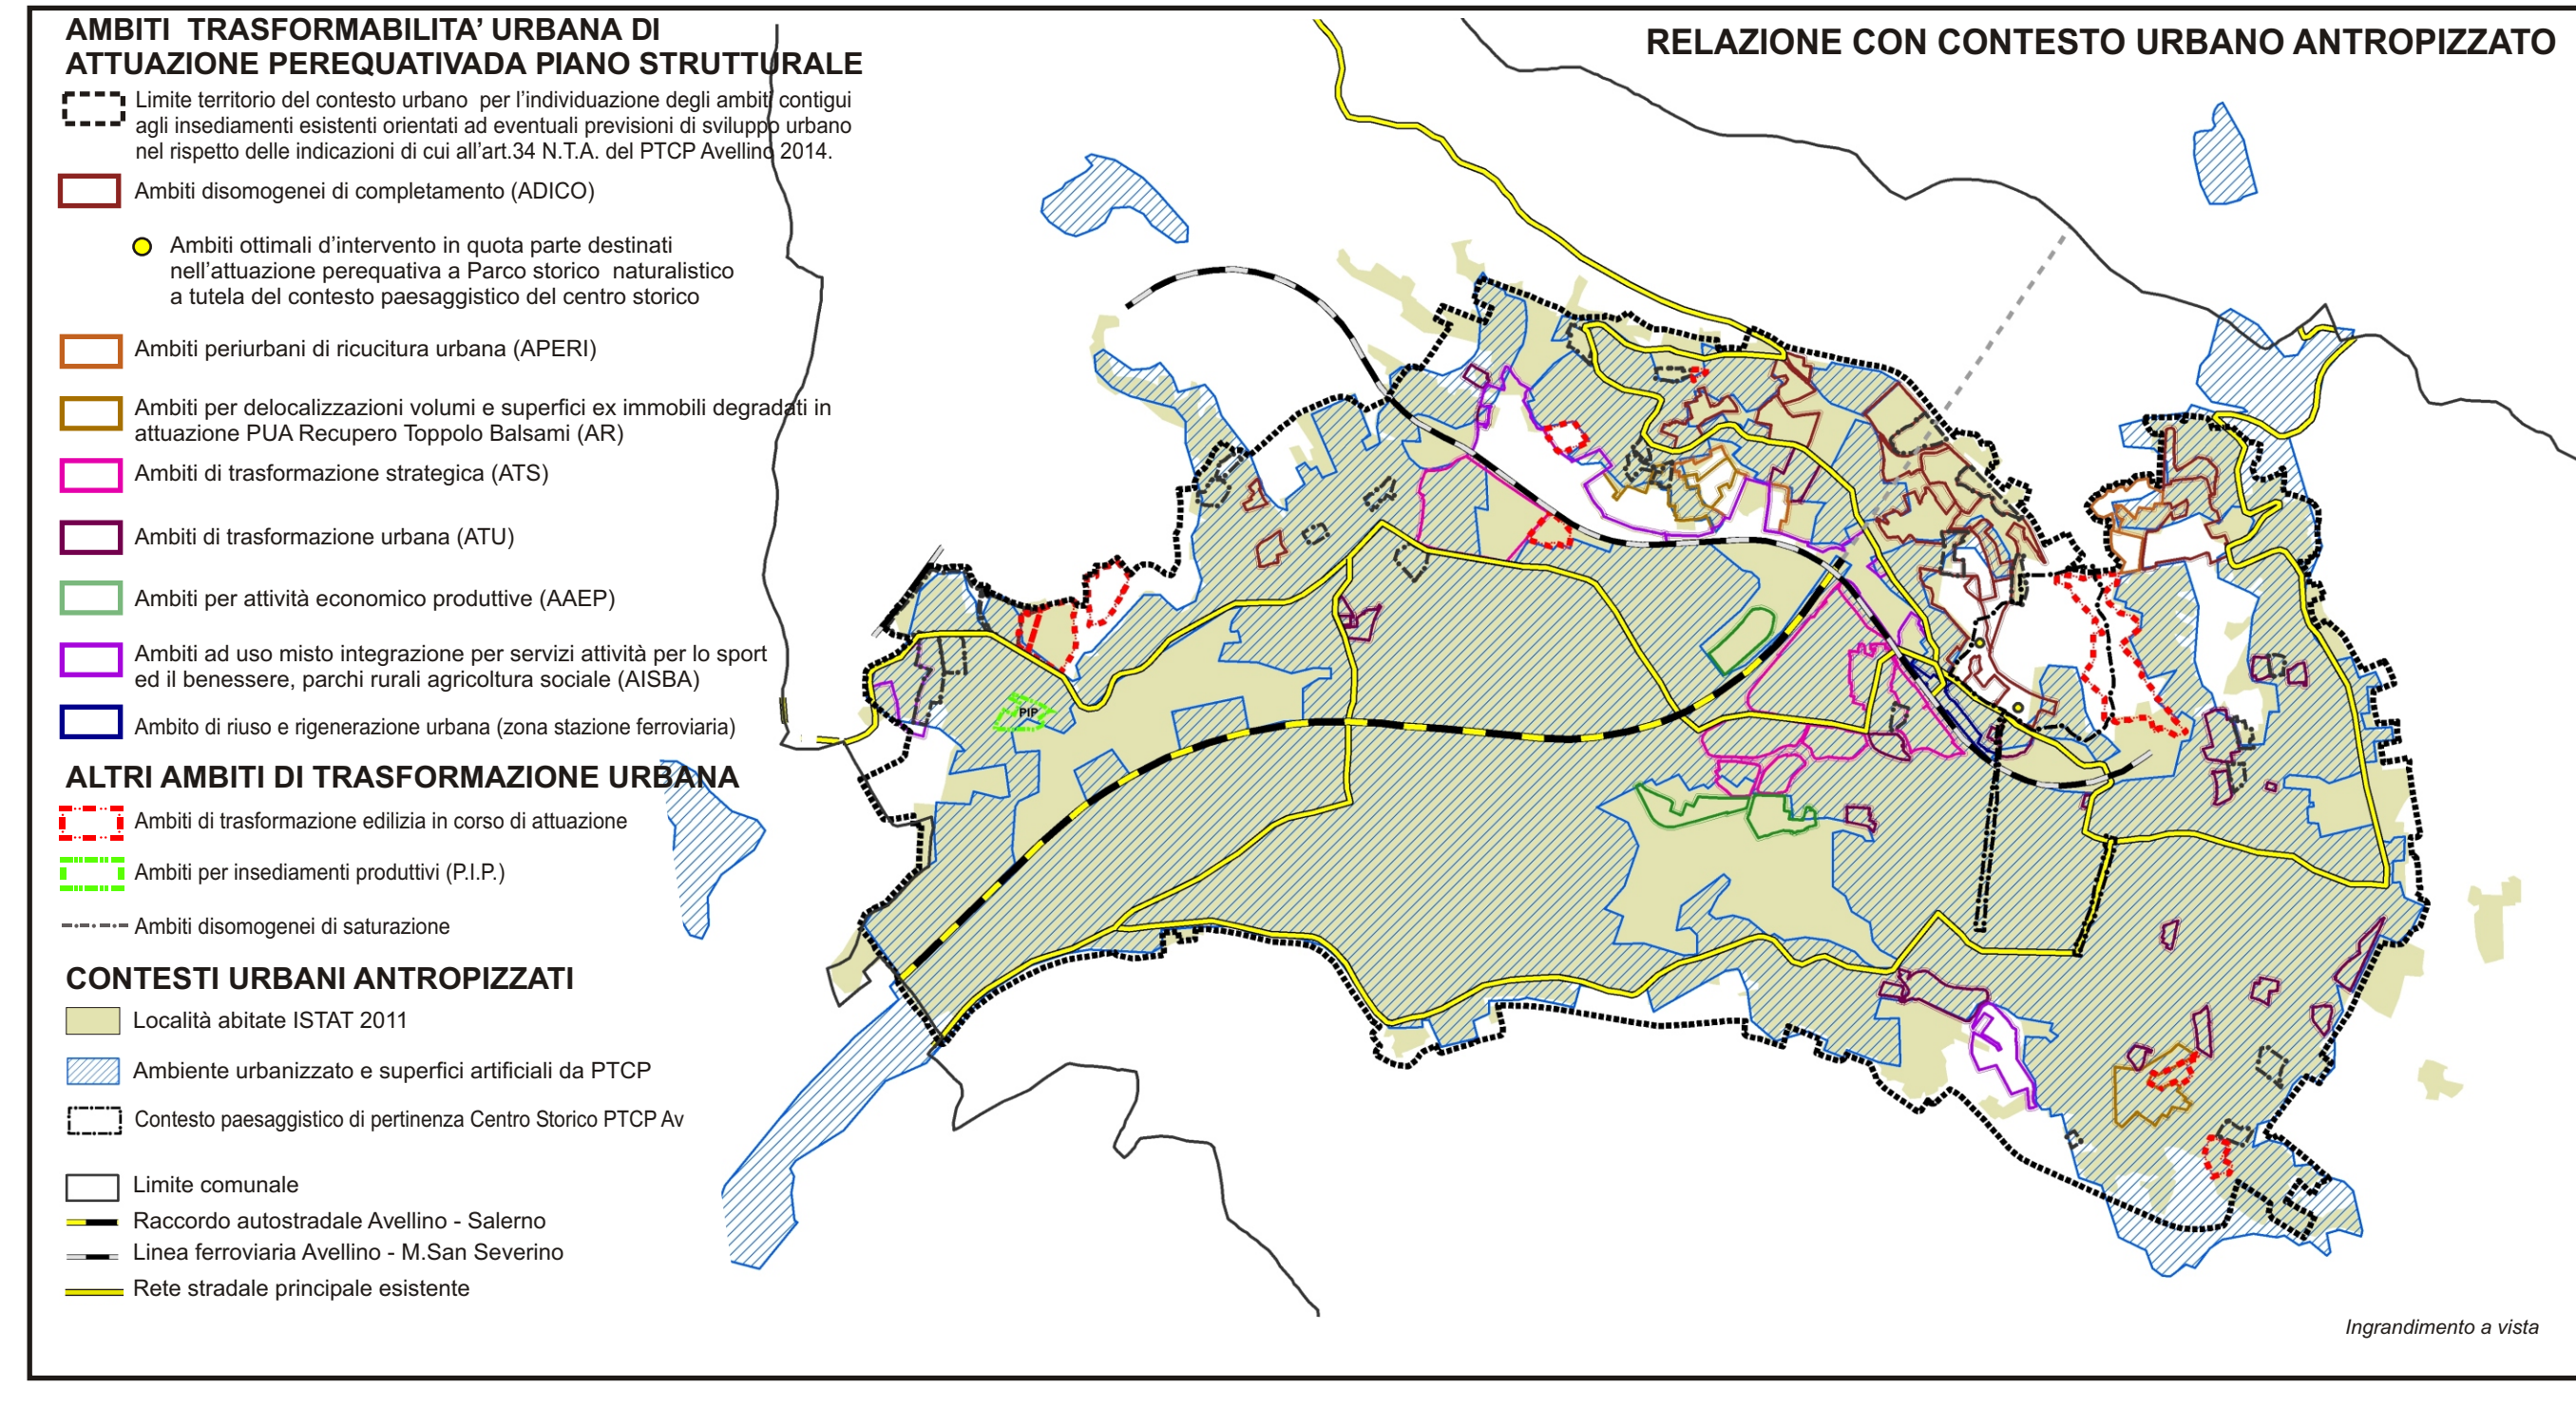 AMBITI TRASFORMABILITA' URBANA DI
ATTUAZIONE PEREQUATIVADA PIANO STRUTTURALE
RELAZIONE CON CONTESTO URBANO ANTROPIZZATO
Limite territorio del contesto urbano per l'individuazione degli ambiti contigui
agli insediamenti esistenti orientati ad eventuali previsioni di sviluppo urbano
nel rispetto delle indicazioni di cui all'art.34 N.T.A. del PTCP Avellino 2014.
Ambiti disomogenei di completamento (ADICO)
Ambiti ottimali d'intervento in quota parte destinati
nell'attuazione perequativa a Parco storico naturalistico
a tutela del contesto paesaggistico del centro storico
Ambiti periurbani di ricucitura urbana (APERI)
Ambiti per delocalizzazioni volumi e superfici ex immobili degradati in
attuazione PUA Recupero Toppolo Balsami (AR)
Ambiti di trasformazione strategica (ATS)
Ambiti di trasformazione urbana (ATU)
Ambiti per attività economico produttive (AAEP)
Ambiti ad uso misto integrazione per servizi attività per lo sport
ed il benessere, parchi rurali agricoltura sociale (AISBA)
Ambito di riuso e rigenerazione urbana (zona stazione ferroviaria)
ALTRI AMBITI DI TRASFORMAZIONE URBANA
Ambiti di trasformazione edilizia in corso di attuazione
Ambiti per insediamenti produttivi (P.I.P.)
Ambiti disomogenei di saturazione
CONTESTI URBANI ANTROPIZZATI
Località abitate ISTAT 2011
Ambiente urbanizzato e superfici artificiali da PTCP
Contesto paesaggistico di pertinenza Centro Storico PTCP Av
Limite comunale
Raccordo autostradale Avellino - Salerno
Linea ferroviaria Avellino - M.San Severino
Rete stradale principale esistente
PIP
Ingrandimento a vista